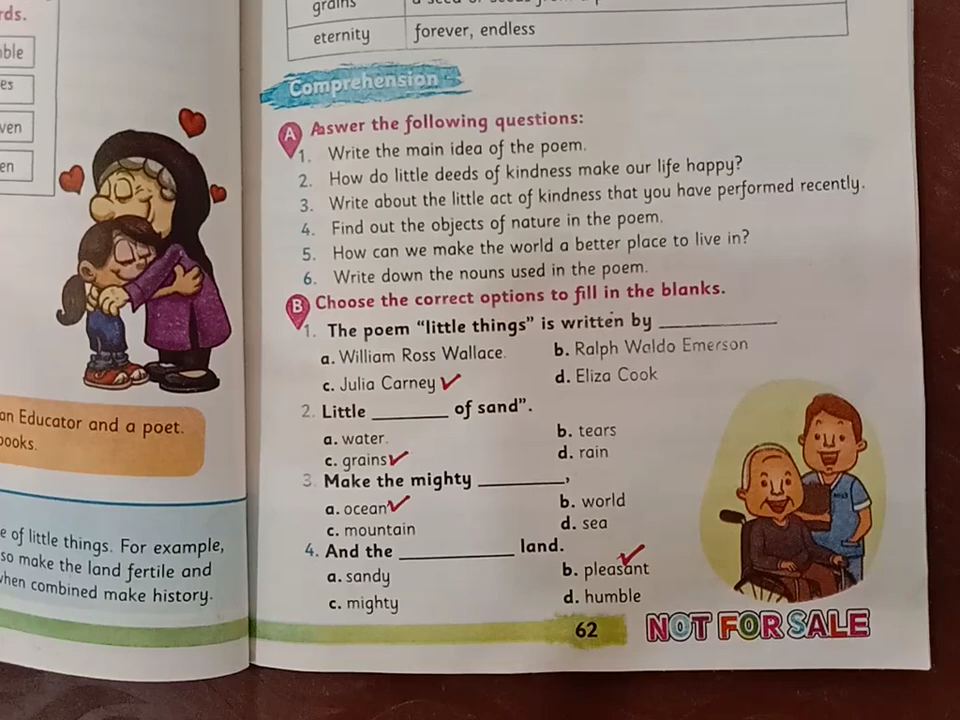 rds.
ble
es
ven
en
an Educator and a poet.
books.
e of little things. For example,
so make the land fertile and
when combined make history.
grains
eternity forever, endless
Comprehension
A Answer the following questions:
1. Write the main idea of the poem.
2. How do little deeds of kindness make our life happy?
3. Write about the little act of kindness that you have performed recently.
4. Find out the objects of nature in the poem.
5. How can we make the world a better place to live in?
6. Write down the nouns used in the poem.
B Choose the correct options to fill in the blanks.
1. The poem "little things" is written by ____________
a. William Ross Wallace. b. Ralph Waldo Emerson
c. Julia Carney d. Eliza Cook
2. Little ________ of sand".
a. water. b. tears
c. grains d. rain
3. Make the mighty _________,
a. ocean b. world
c. mountain d. sea
4. And the ____________ land.
a. sandy b. pleasant
c. mighty d. humble
62 NOT FOR SALE